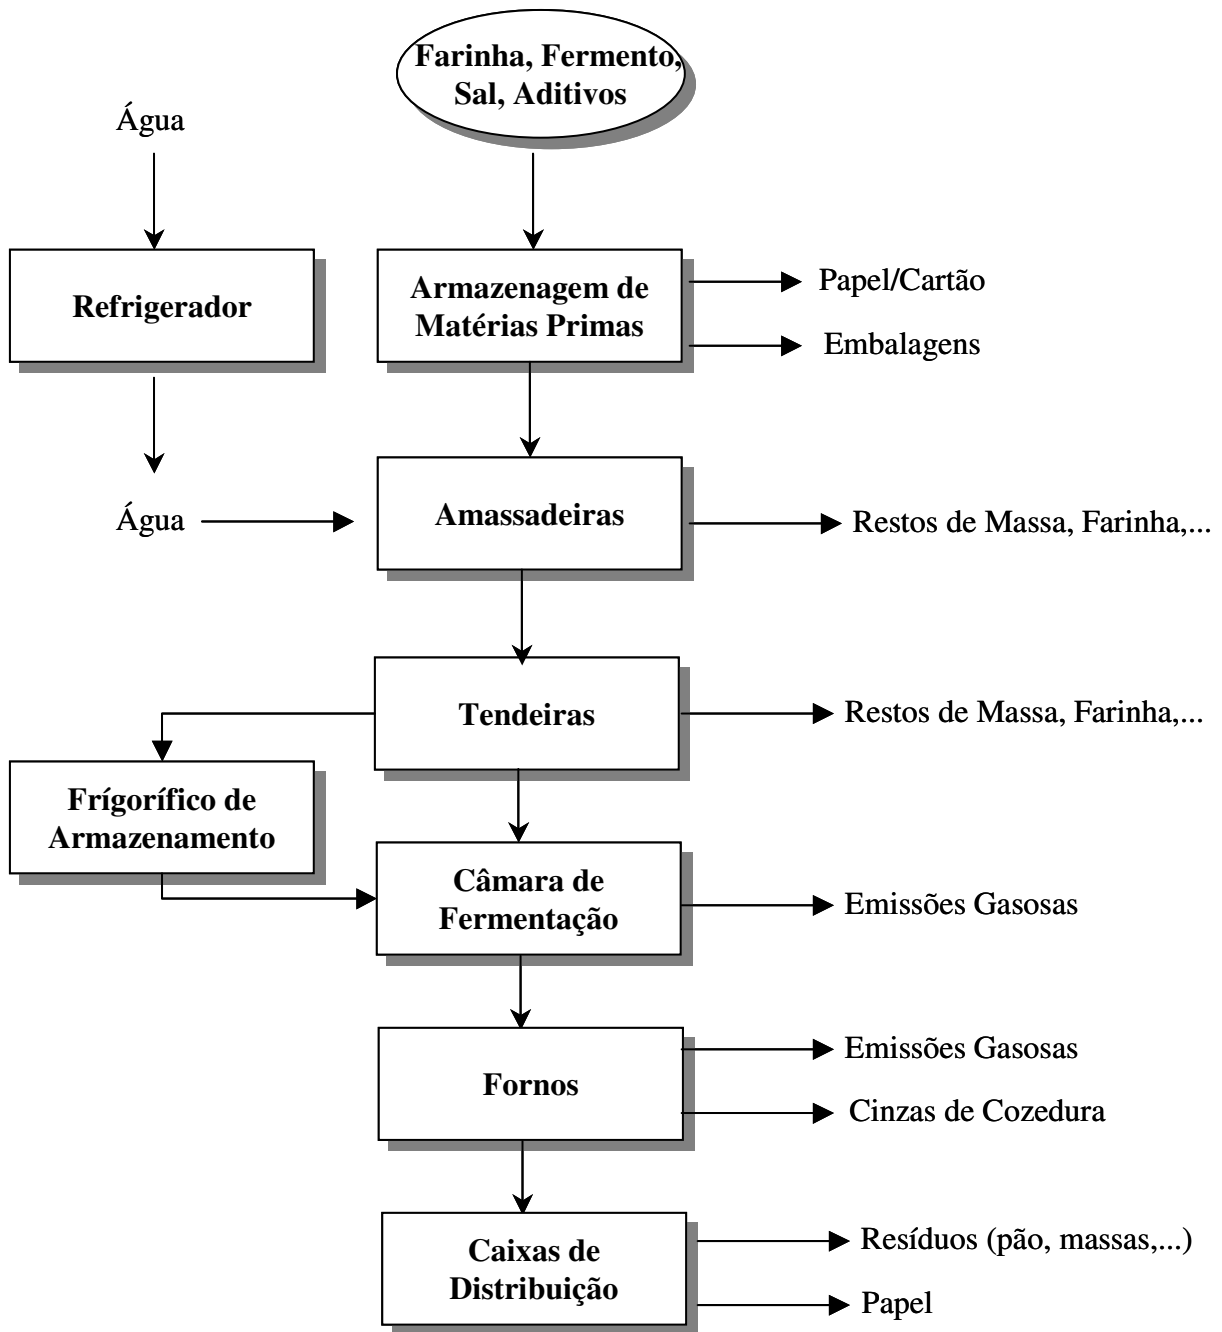 Farinha, Fermento,
Sal, Aditivos
Água
Refrigerador
Armazenagem de
Matérias Primas
Papel/Cartão
Embalagens
Água
Amassadeiras
Restos de Massa, Farinha,...
Tendeiras
Restos de Massa, Farinha,...
Frígorífico de
Armazenamento
Câmara de
Fermentação
Emissões Gasosas
Fornos
Emissões Gasosas
Cinzas de Cozedura
Caixas de
Distribuição
Resíduos (pão, massas,...)
Papel